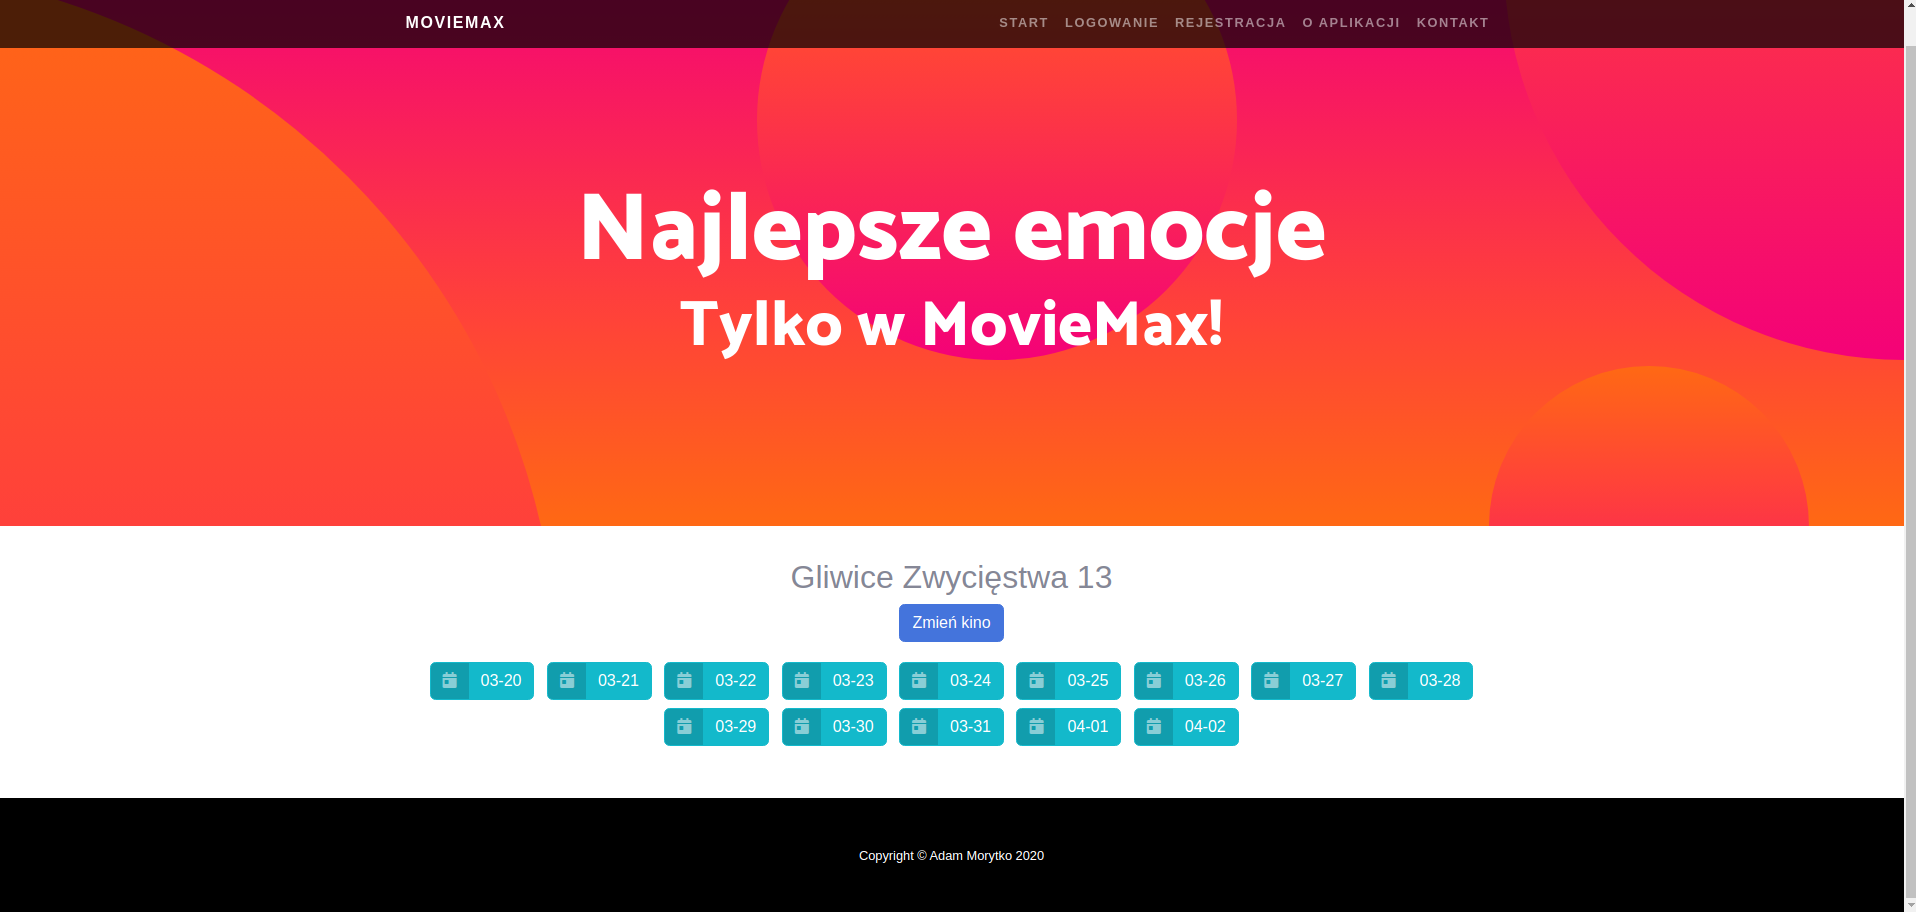 MOVIEMAX START LOGOWANIE REJESTRACJA O APLIKACJI KONTAKT
Najlepsze emocje
Tylko w MovieMax!
Gliwice Zwycięstwa 13
Zmień kino
03-20 03-21 03-22 03-23 03-24 03-25 03-26 03-27 03-28
03-29 03-30 03-31 04-01 04-02
Copyright © Adam Morytko 2020